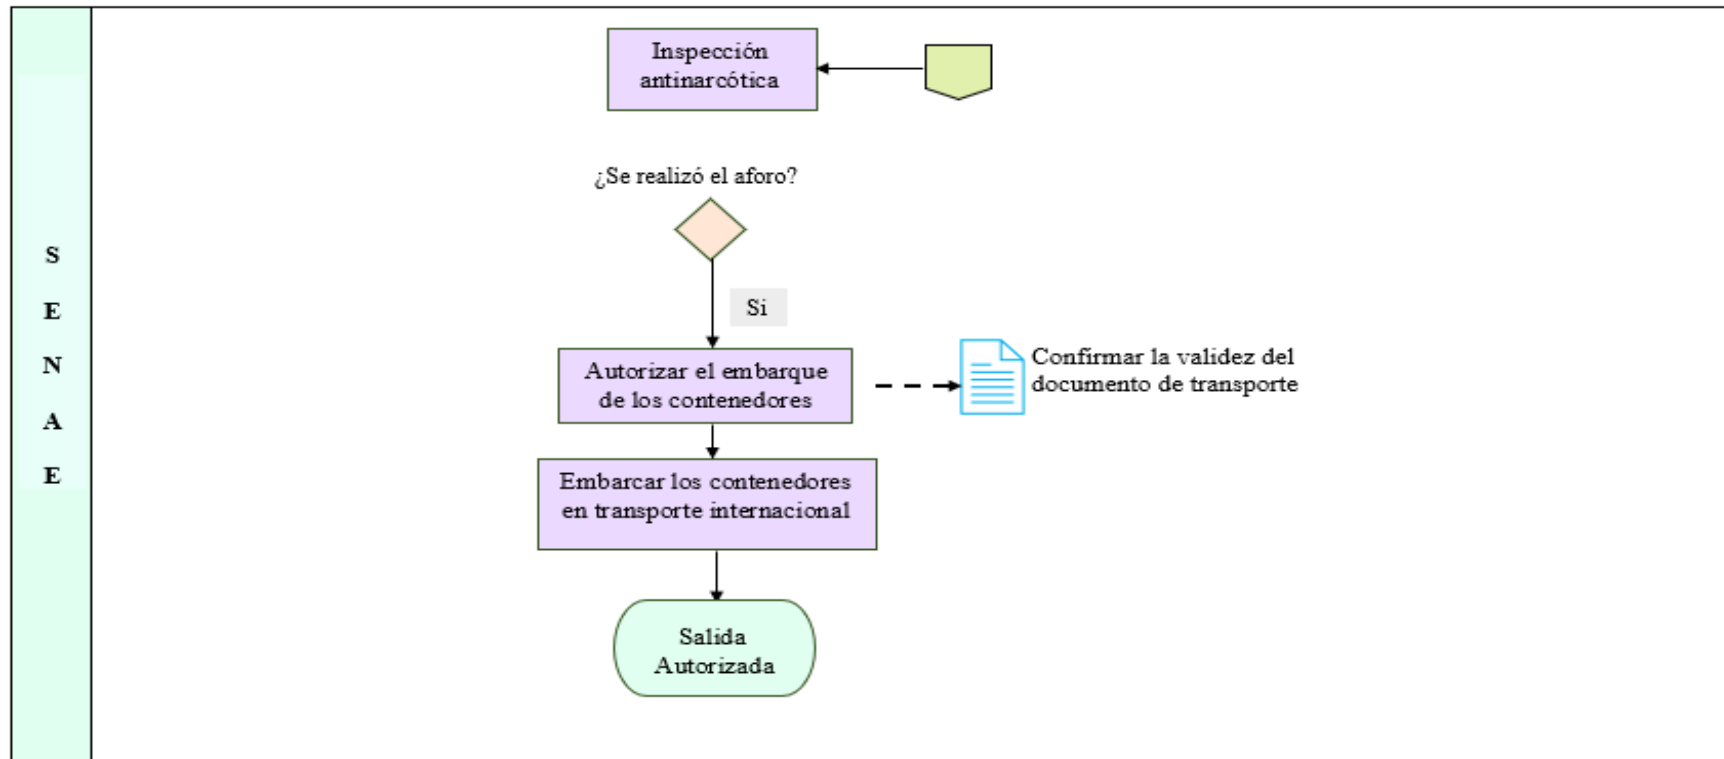 S
E
N
A
E
Inspección
antinarcótica
¿Se realizó el aforo?
Si
Autorizar el embarque
de los contenedores
Confirmar la validez del
documento de transporte
Embarcar los contenedores
en transporte internacional
Salida
Autorizada